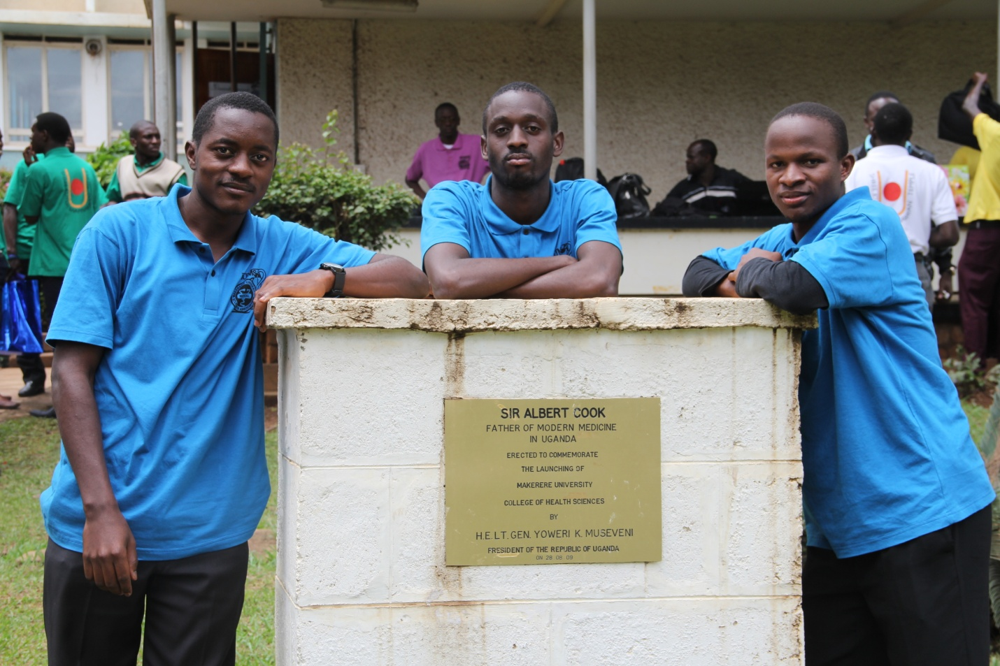 SIR ALBERT COOK
FATHER OF MODERN MEDICINE
IN UGANDA
ERECTED TO COMMEMORATE
THE LAUNCHING OF
MAKERERE UNIVERSITY
COLLEGE OF HEALTH SCIENCES
BY
H.E. LT. GEN. YOWERI K. MUSEVENI
PRESIDENT OF THE REPUBLIC OF UGANDA
ON 28 08 09